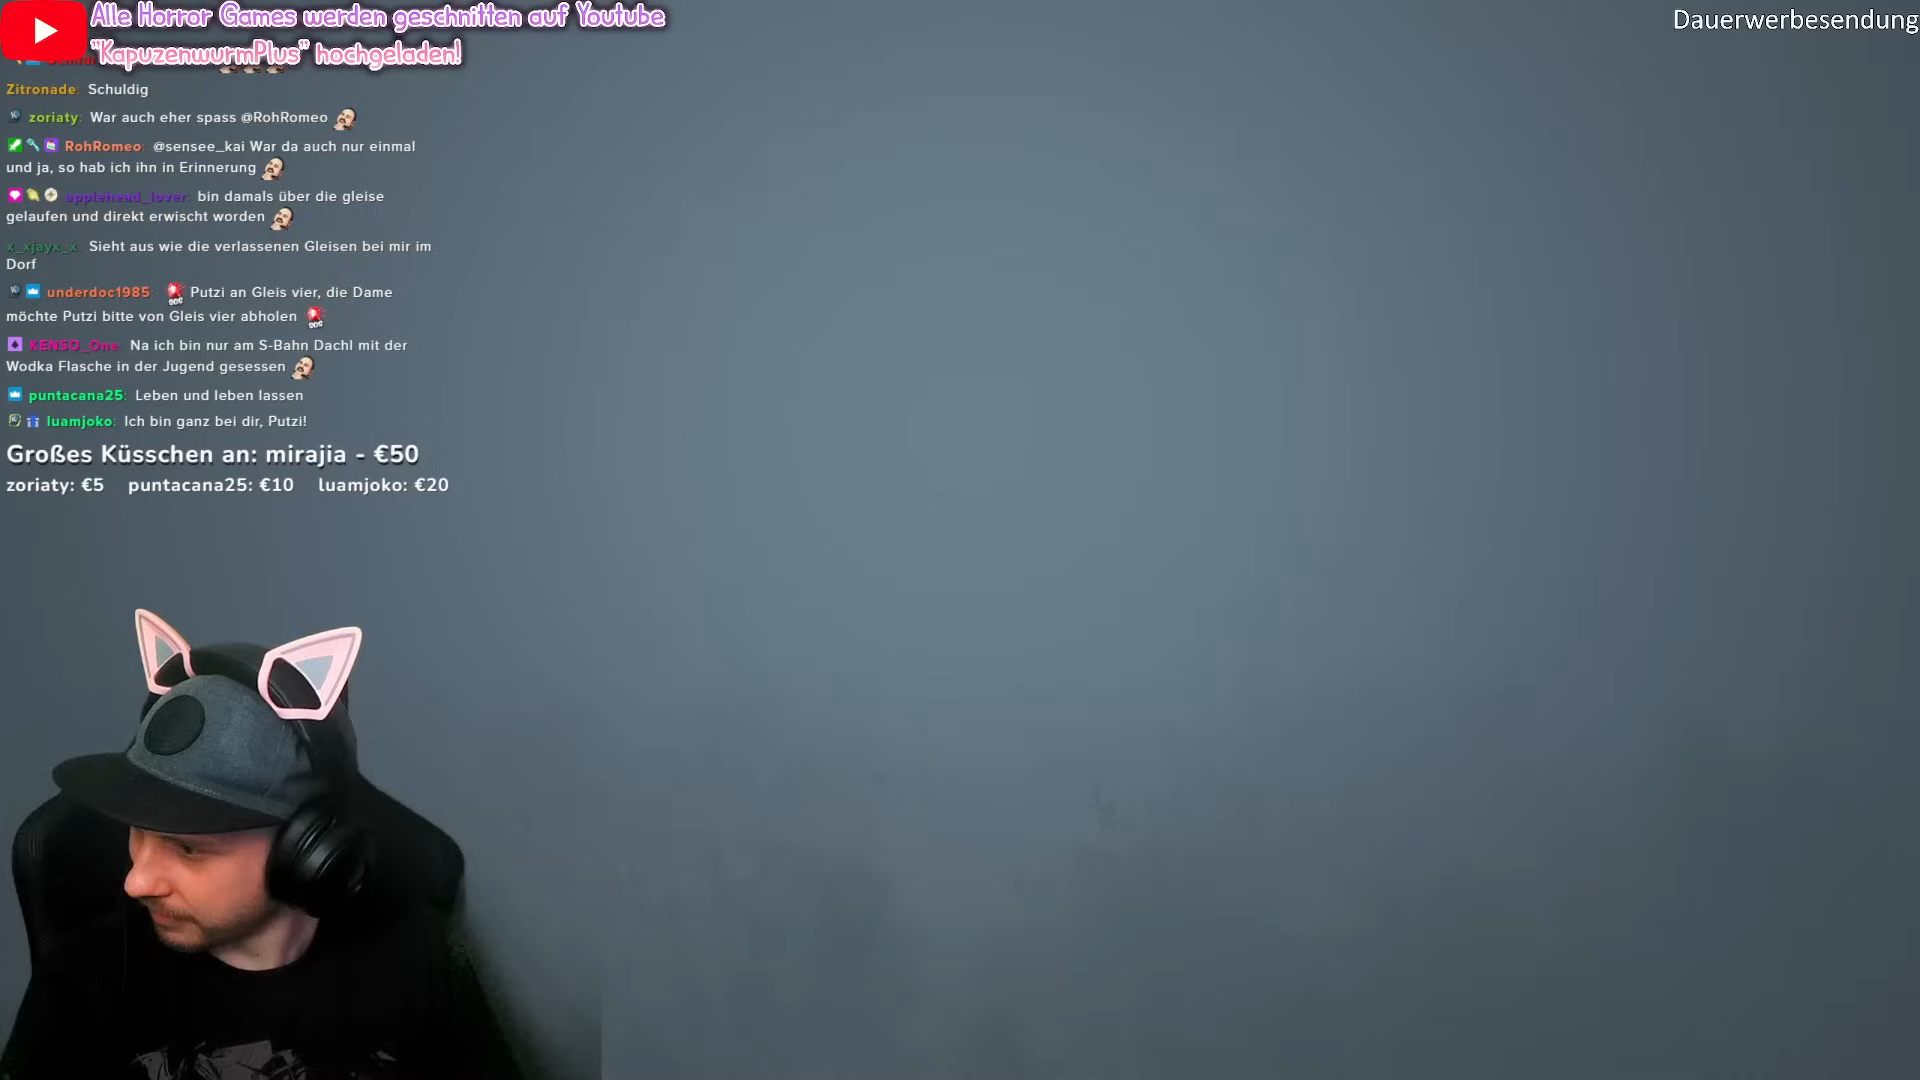 Alle Horror Games werden geschnitten auf Youtube
"KapuzenwurmPlus" hochgeladen!
Dauerwerbesendung
Zitronade: Schuldig
zoriaty: War auch eher spass @RohRomeo
RohRomeo: @sensee_kai War da auch nur einmal
und ja, so hab ich ihn in Erinnerung
applehead_lover: bin damals über die gleise
gelaufen und direkt erwischt worden
x_xjayx_x: Sieht aus wie die verlassenen Gleisen bei mir im
Dorf
underdoc1985: Putzi an Gleis vier, die Dame
möchte Putzi bitte von Gleis vier abholen
KENSO_One: Na ich bin nur am S-Bahn Dachl mit der
Wodka Flasche in der Jugend gesessen
puntacana25: Leben und leben lassen
luamjoko: Ich bin ganz bei dir, Putzi!
Großes Küsschen an: mirajia - €50
zoriaty: €5 puntacana25: €10 luamjoko: €20